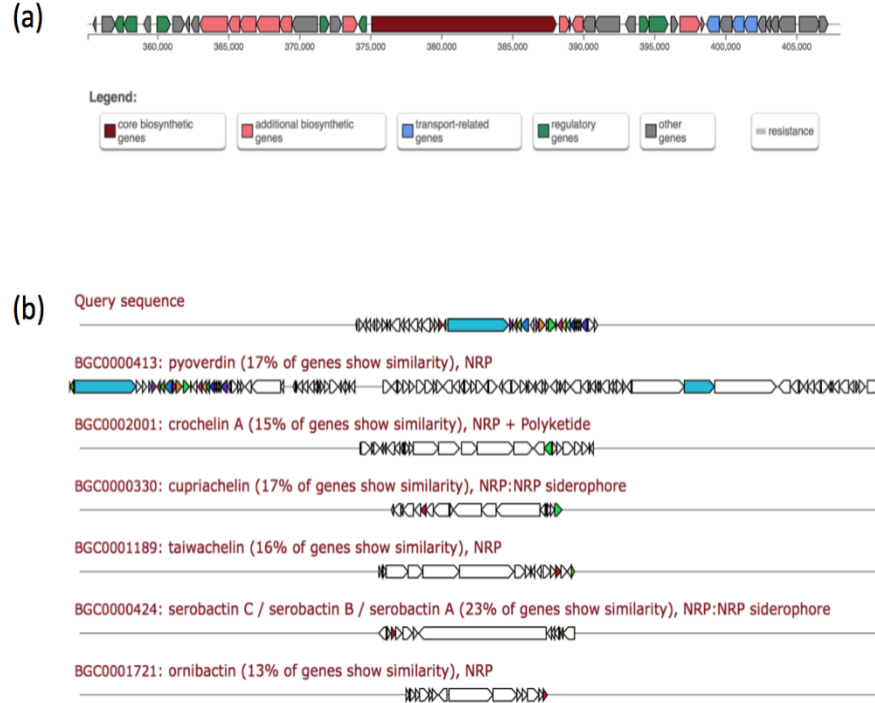 (a)
360,000 365,000 370,000 375,000 380,000 385,000 390,000 395,000 400,000 405,000
Legend:
core biosynthetic genes
additional biosynthetic genes
transport-related genes
regulatory genes
other genes
resistance
(b)
Query sequence
BGC0000413: pyoverdin (17% of genes show similarity), NRP
BGC0002001: crochelin A (15% of genes show similarity), NRP + Polyketide
BGC0000330: cupriachelin (17% of genes show similarity), NRP:NRP siderophore
BGC0001189: taiwachelin (16% of genes show similarity), NRP
BGC0000424: serobactin C / serobactin B / serobactin A (23% of genes show similarity), NRP:NRP siderophore
BGC0001721: ornibactin (13% of genes show similarity), NRP